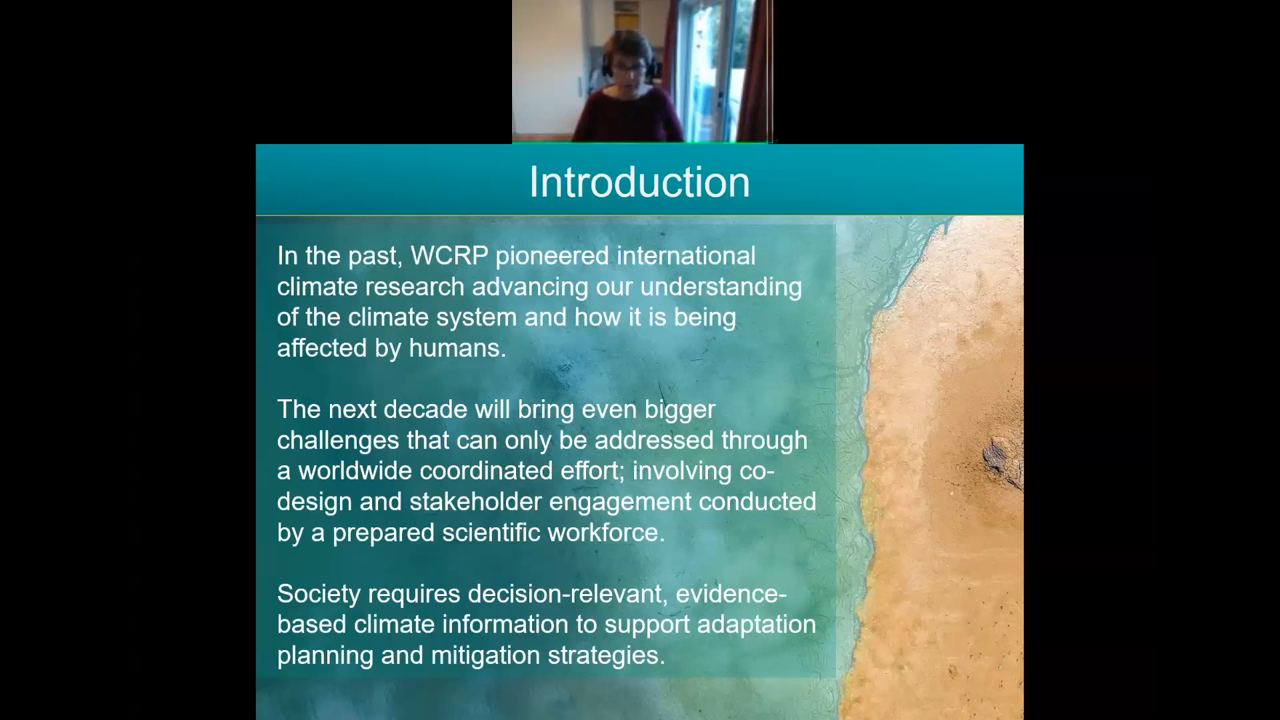 Introduction
In the past, WCRP pioneered international
climate research advancing our understanding
of the climate system and how it is being
affected by humans.
The next decade will bring even bigger
challenges that can only be addressed through
a worldwide coordinated effort; involving co-
design and stakeholder engagement conducted
by a prepared scientific workforce.
Society requires decision-relevant, evidence-
based climate information to support adaptation
planning and mitigation strategies.